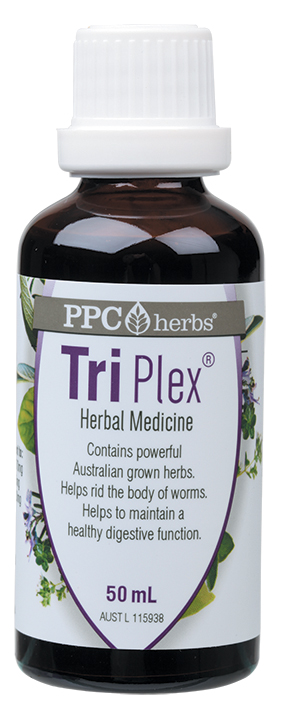 PPC herbs®
Tri Plex®
Herbal Medicine
Contains powerful
Australian grown herbs.
Helps rid the body of worms.
Helps to maintain a
healthy digestive function.
50 mL
AUST L 115938